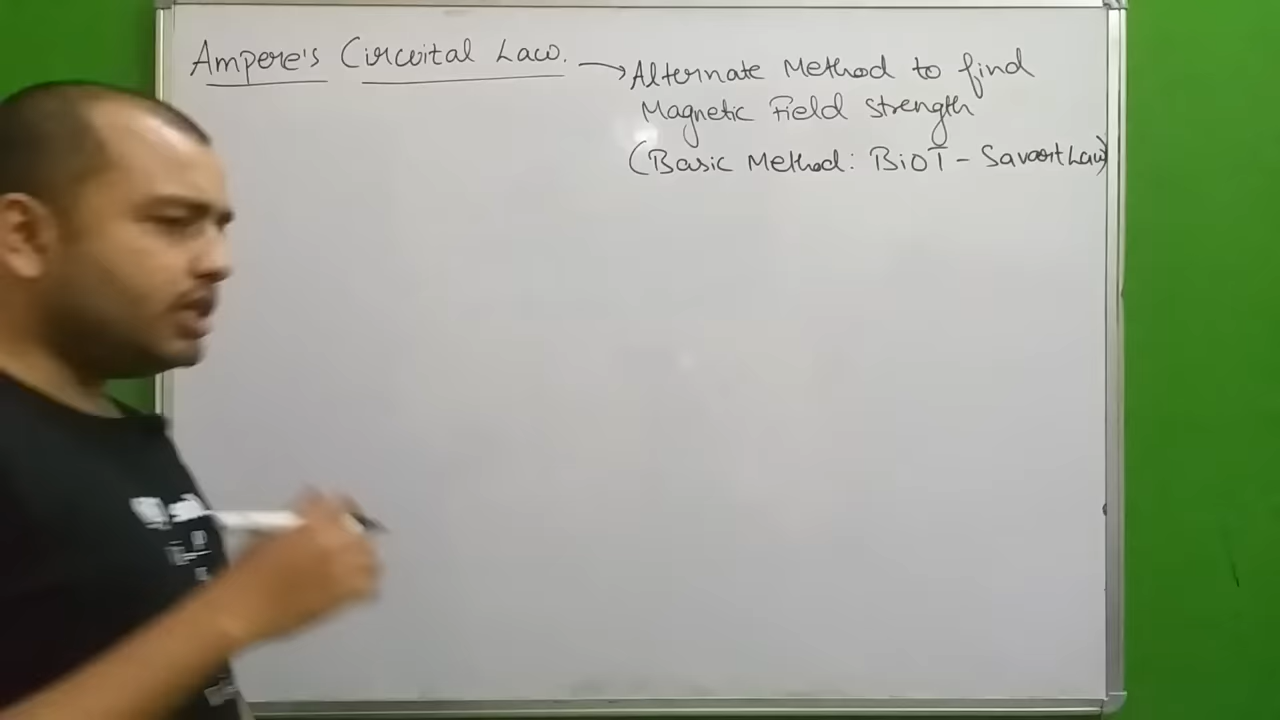 Ampere's Circuital Law.
→ Alternate Method to find
Magnetic Field strength
(Basic Method: BiOT - Savart Law)